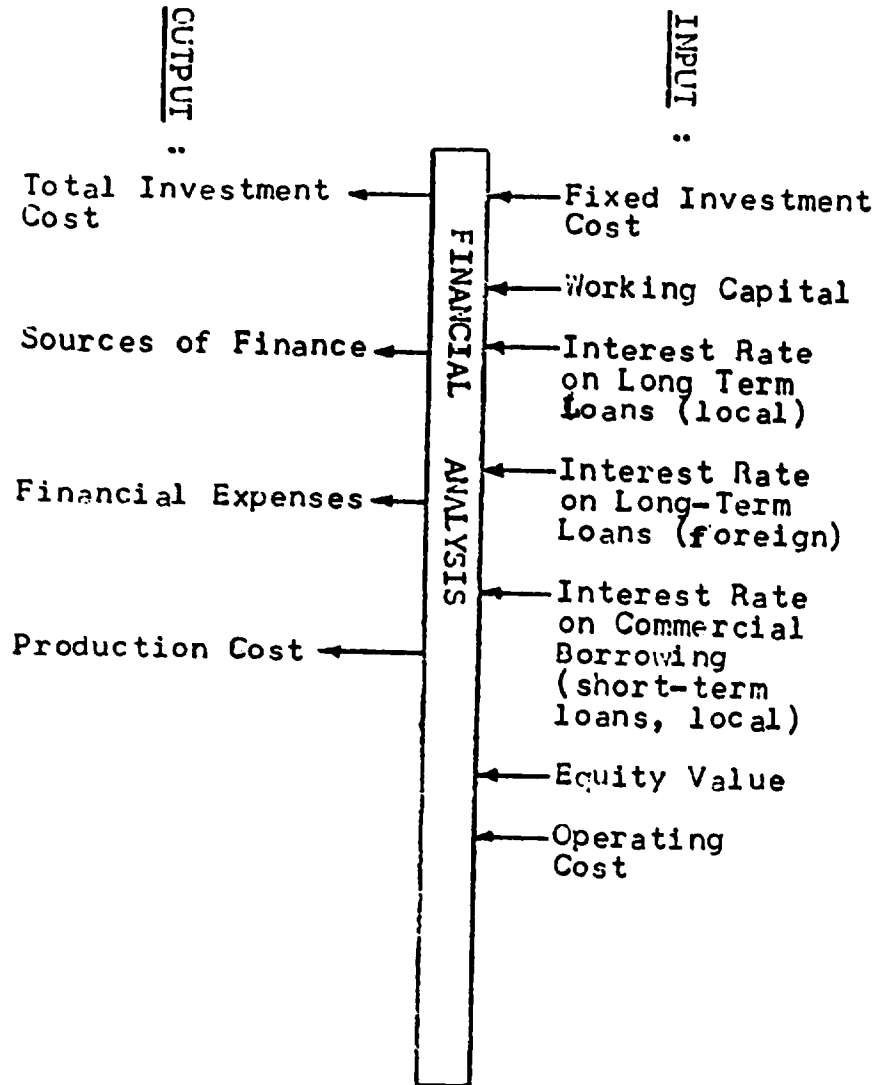 OUTPUT :
INPUT :
Total Investment
Cost
Sources of Finance
Financial Expenses
Production Cost
FINANCIAL ANALYSIS
Fixed Investment
Cost
Working Capital
Interest Rate
on Long Term
Loans (local)
Interest Rate
on Long-Term
Loans (foreign)
Interest Rate
on Commercial
Borrowing
(short-term
loans, local)
Equity Value
Operating
Cost